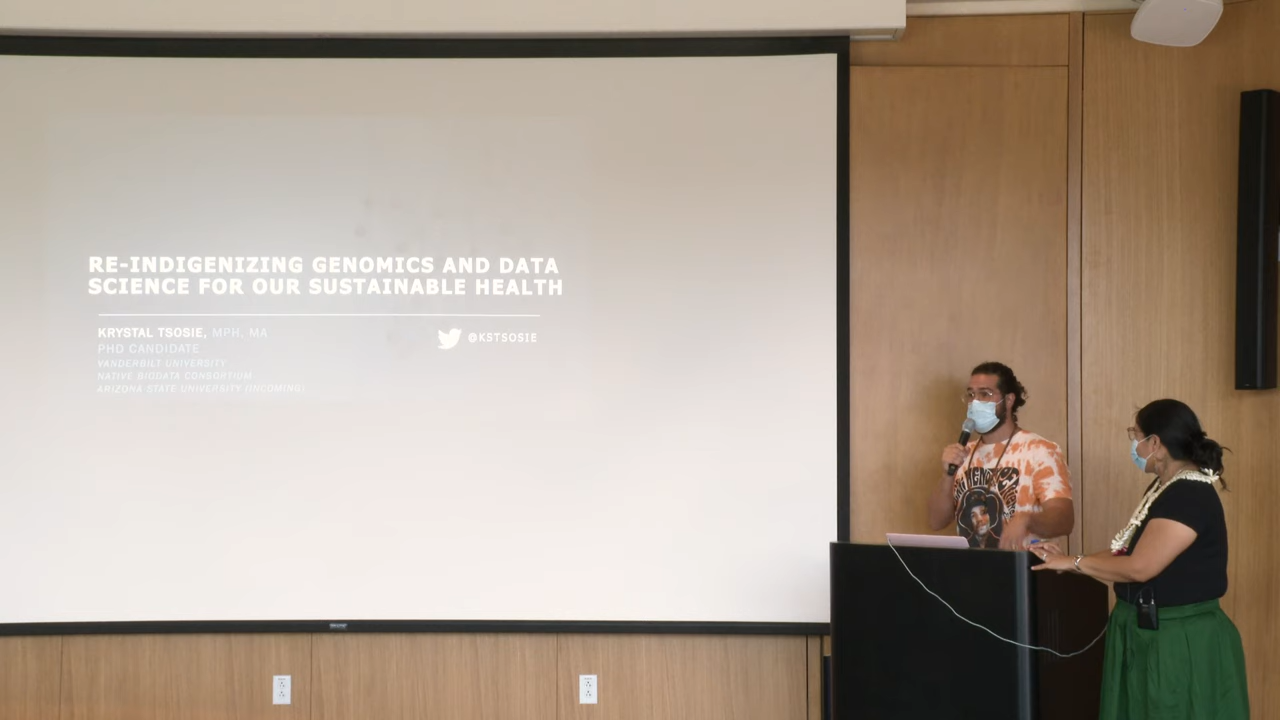 RE-INDIGENIZING GENOMICS AND DATA
SCIENCE FOR OUR SUSTAINABLE HEALTH
KRYSTAL TSOSIE, MPH, MA
PHD CANDIDATE
VANDERBILT UNIVERSITY
NATIVE BIGDATA CONSORTIUM
ARIZONA STATE UNIVERSITY (INCOMING)
@KSTSOSIE